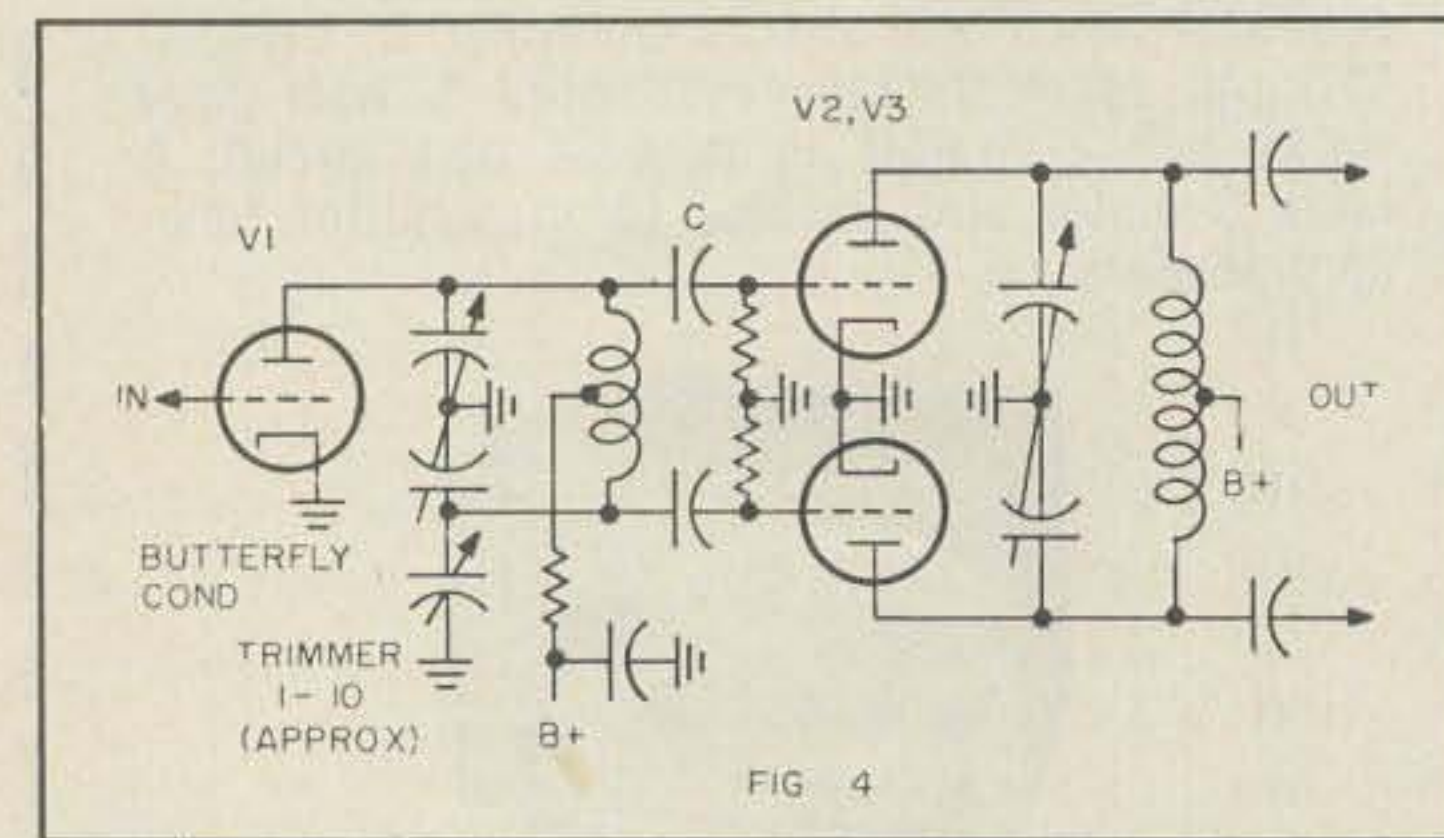 V2,V3
C
V1
IN
OUT
B+
BUTTERFLY
COND
TRIMMER
1-10
(APPROX)
B+
FIG 4